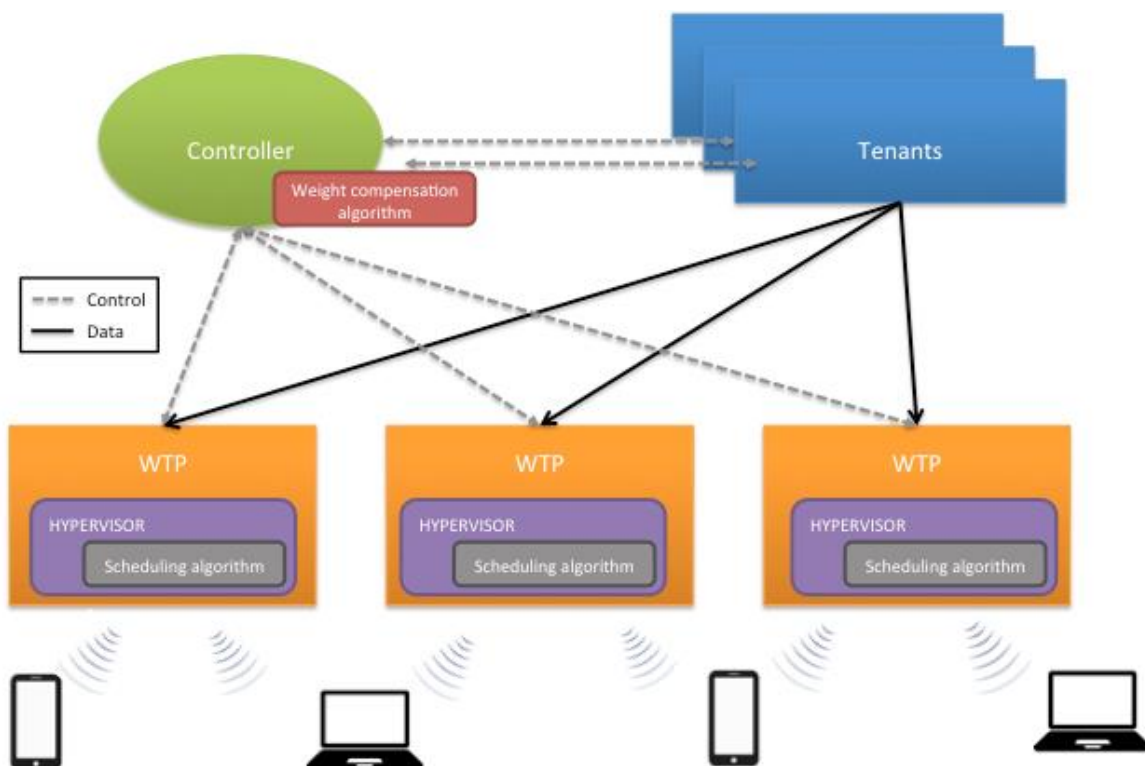 Controller
Tenants
Weight compensation
algorithm
Control
Data
WTP
HYPERVISOR
Scheduling algorithm
WTP
HYPERVISOR
Scheduling algorithm
WTP
HYPERVISOR
Scheduling algorithm